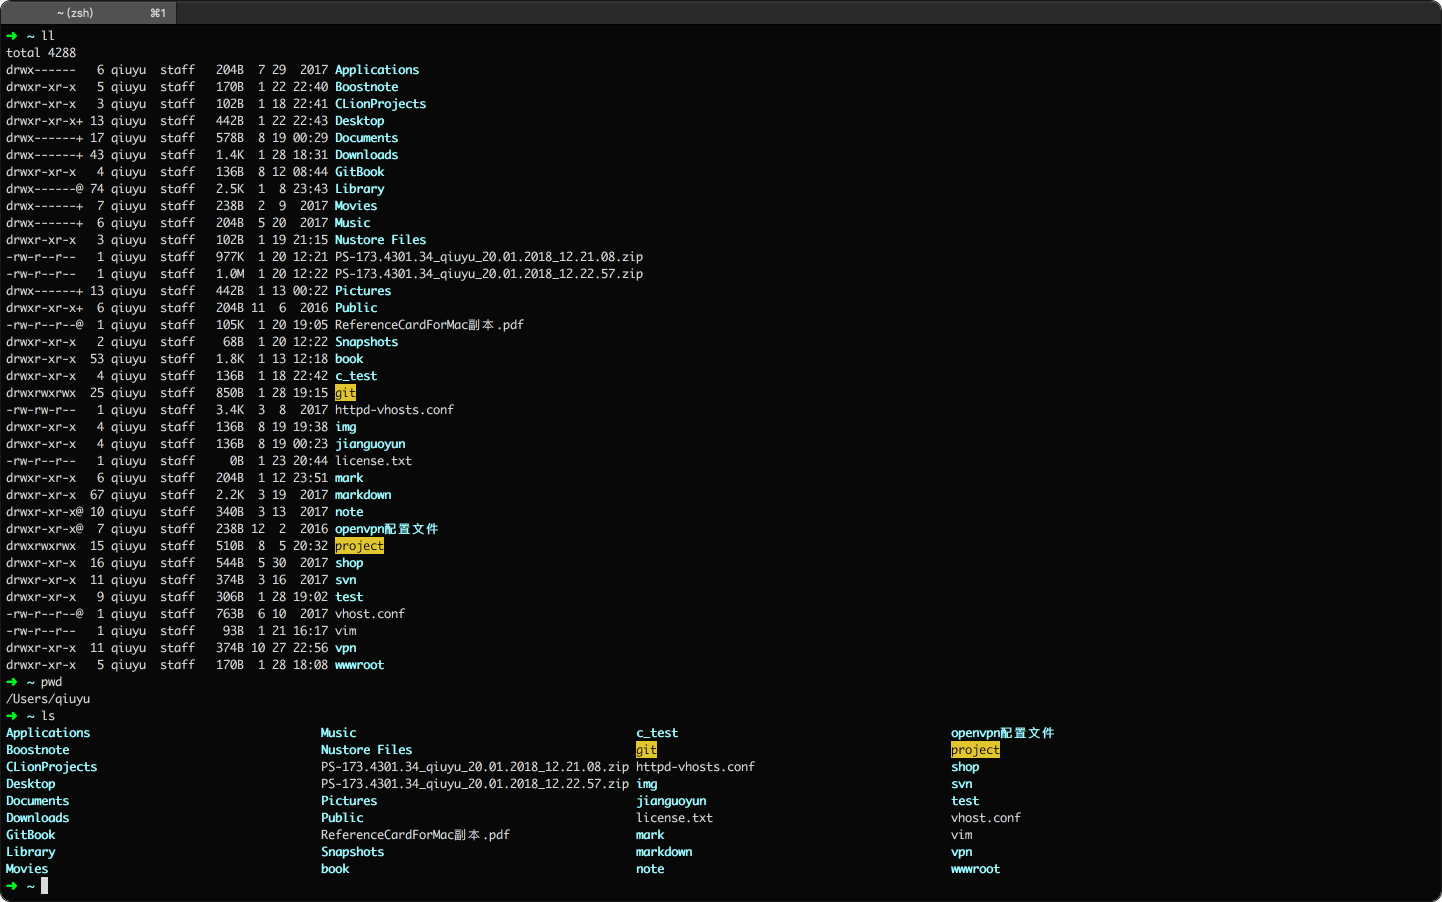 ~ (zsh) ⌘1
➜ ~ ll
total 4288
drwx------   6 qiuyu  staff   204B  7 29  2017 Applications
drwxr-xr-x   5 qiuyu  staff   170B  1 22 22:40 Boostnote
drwxr-xr-x   3 qiuyu  staff   102B  1 18 22:41 CLionProjects
drwxr-xr-x+ 13 qiuyu  staff   442B  1 22 22:43 Desktop
drwx------+ 17 qiuyu  staff   578B  8 19 00:29 Documents
drwx------+ 43 qiuyu  staff   1.4K  1 28 18:31 Downloads
drwxr-xr-x   4 qiuyu  staff   136B  8 12 08:44 GitBook
drwx------@ 74 qiuyu  staff   2.5K  1  8 23:43 Library
drwx------+  7 qiuyu  staff   238B  2  9  2017 Movies
drwx------+  6 qiuyu  staff   204B  5 20  2017 Music
drwxr-xr-x   3 qiuyu  staff   102B  1 19 21:15 Nustore Files
-rw-r--r--   1 qiuyu  staff   977K  1 20 12:21 PS-173.4301.34_qiuyu_20.01.2018_12.21.08.zip
-rw-r--r--   1 qiuyu  staff   1.0M  1 20 12:22 PS-173.4301.34_qiuyu_20.01.2018_12.22.57.zip
drwx------+ 13 qiuyu  staff   442B  1 13 00:22 Pictures
drwxr-xr-x+  6 qiuyu  staff   204B 11  6  2016 Public
-rw-r--r--@  1 qiuyu  staff   105K  1 20 19:05 ReferenceCardForMac副本.pdf
drwxr-xr-x   2 qiuyu  staff    68B  1 20 12:22 Snapshots
drwxr-xr-x  53 qiuyu  staff   1.8K  1 13 12:18 book
drwxr-xr-x   4 qiuyu  staff   136B  1 18 22:42 c_test
drwxrwxrwx  25 qiuyu  staff   850B  1 28 19:15 git
-rw-rw-r--   1 qiuyu  staff   3.4K  3  8  2017 httpd-vhosts.conf
drwxr-xr-x   4 qiuyu  staff   136B  8 19 19:38 img
drwxr-xr-x   4 qiuyu  staff   136B  8 19 00:23 jianguoyun
-rw-r--r--   1 qiuyu  staff     0B  1 23 20:44 license.txt
drwxr-xr-x   6 qiuyu  staff   204B  1 12 23:51 mark
drwxr-xr-x  67 qiuyu  staff   2.2K  3 19  2017 markdown
drwxr-xr-x@ 10 qiuyu  staff   340B  3 13  2017 note
drwxr-xr-x@  7 qiuyu  staff   238B 12  2  2016 openvpn配置文件
drwxrwxrwx  15 qiuyu  staff   510B  8  5 20:32 project
drwxr-xr-x  16 qiuyu  staff   544B  5 30  2017 shop
drwxr-xr-x  11 qiuyu  staff   374B  3 16  2017 svn
drwxr-xr-x   9 qiuyu  staff   306B  1 28 19:02 test
-rw-r--r--@  1 qiuyu  staff   763B  6 10  2017 vhost.conf
-rw-r--r--   1 qiuyu  staff    93B  1 21 16:17 vim
drwxr-xr-x  11 qiuyu  staff   374B 10 27 22:56 vpn
drwxr-xr-x   5 qiuyu  staff   170B  1 28 18:08 wwwroot
➜ ~ pwd
/Users/qiuyu
➜ ~ ls
Applications Music c_test openvpn配置文件
Boostnote Nustore Files git project
CLionProjects PS-173.4301.34_qiuyu_20.01.2018_12.21.08.zip httpd-vhosts.conf shop
Desktop PS-173.4301.34_qiuyu_20.01.2018_12.22.57.zip img svn
Documents Pictures jianguoyun test
Downloads Public license.txt vhost.conf
GitBook ReferenceCardForMac副本.pdf mark vim
Library Snapshots markdown vpn
Movies book note wwwroot
➜ ~